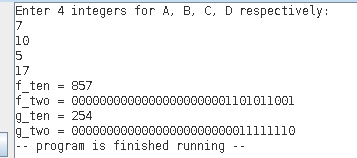 Enter 4 integers for A, B, C, D respectively:
7
10
5
17
f_ten = 857
f_two = 00000000000000000000001101011001
g_ten = 254
g_two = 00000000000000000000000011111110
-- program is finished running --